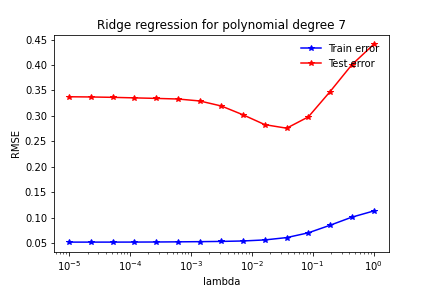 Ridge regression for polynomial degree 7
Train error
Test error
RMSE
0.45
0.40
0.35
0.30
0.25
0.20
0.15
0.10
0.05
10⁻⁵ 10⁻⁴ 10⁻³ 10⁻² 10⁻¹ 10⁰
lambda